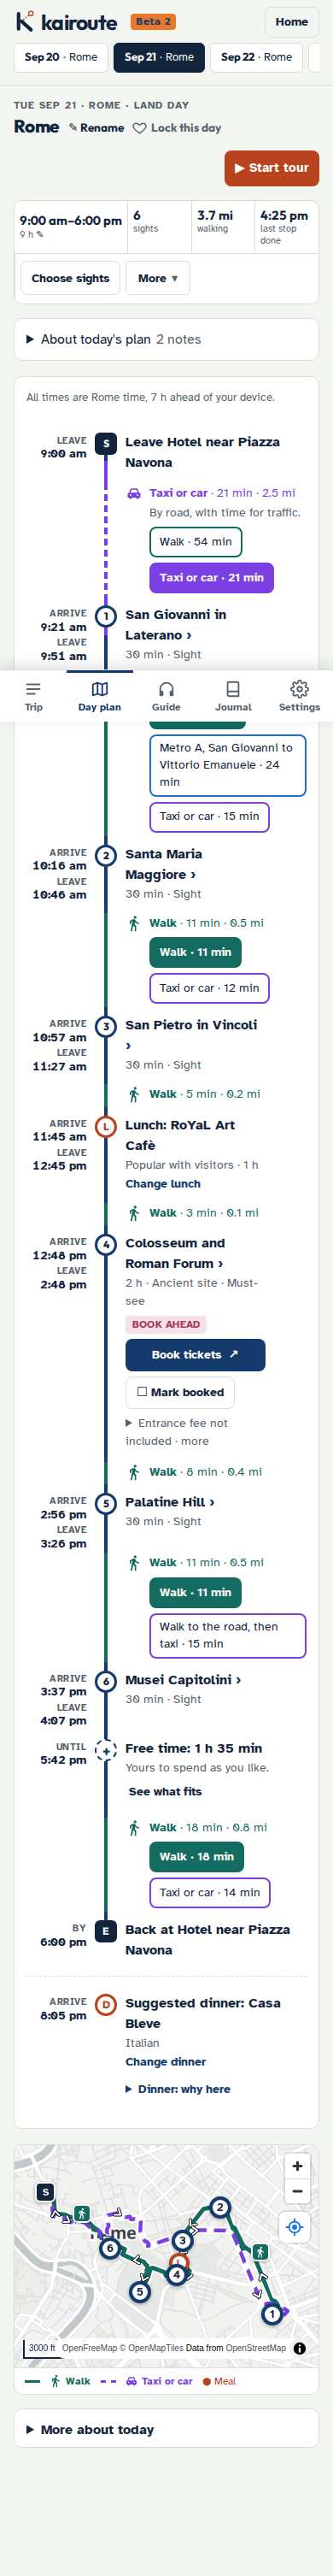 kairoute Beta 2 Home
Sep 20 · Rome Sep 21 · Rome Sep 22 · Rome
TUE SEP 21 · ROME · LAND DAY
Rome ✎ Rename Lock this day
▶ Start tour
9:00 am–6:00 pm
9 h ✎
6
sights
3.7 mi
walking
4:25 pm
last stop
done
Choose sights More ▾
▶ About today's plan 2 notes
All times are Rome time, 7 h ahead of your device.
LEAVE
9:00 am
S
Leave Hotel near Piazza
Navona
Taxi or car · 21 min · 2.5 mi
By road, with time for traffic.
Walk · 54 min
Taxi or car · 21 min
ARRIVE
9:21 am
LEAVE
9:51 am
1
San Giovanni in
Laterano ›
30 min · Sight
Trip Day plan Guide Journal Settings
Metro A, San Giovanni to
Vittorio Emanuele · 24
min
Taxi or car · 15 min
ARRIVE
10:16 am
LEAVE
10:46 am
2
Santa Maria
Maggiore ›
30 min · Sight
Walk · 11 min · 0.5 mi
Walk · 11 min
Taxi or car · 12 min
ARRIVE
10:57 am
LEAVE
11:27 am
3
San Pietro in Vincoli
›
30 min · Sight
Walk · 5 min · 0.2 mi
ARRIVE
11:45 am
LEAVE
12:45 pm
L
Lunch: RoYaL Art
Cafè
Popular with visitors · 1 h
Change lunch
Walk · 3 min · 0.1 mi
ARRIVE
12:48 pm
LEAVE
2:48 pm
4
Colosseum and
Roman Forum ›
2 h · Ancient site · Must-
see
BOOK AHEAD
Book tickets ↗
☐ Mark booked
▶ Entrance fee not
included · more
Walk · 8 min · 0.4 mi
ARRIVE
2:56 pm
LEAVE
3:26 pm
5
Palatine Hill ›
30 min · Sight
Walk · 11 min · 0.5 mi
Walk · 11 min
Walk to the road, then
taxi · 15 min
ARRIVE
3:37 pm
LEAVE
4:07 pm
6
Musei Capitolini ›
30 min · Sight
UNTIL
5:42 pm
+
Free time: 1 h 35 min
Yours to spend as you like.
See what fits
Walk · 18 min · 0.8 mi
Walk · 18 min
Taxi or car · 14 min
BY
6:00 pm
E
Back at Hotel near Piazza
Navona
ARRIVE
8:05 pm
D
Suggested dinner: Casa
Bleve
Italian
Change dinner
▶ Dinner: why here
+
−
S
2
Rome
3
6
4
5
1
3000 ft OpenFreeMap © OpenMapTiles Data from OpenStreetMap
Walk Taxi or car Meal
▶ More about today